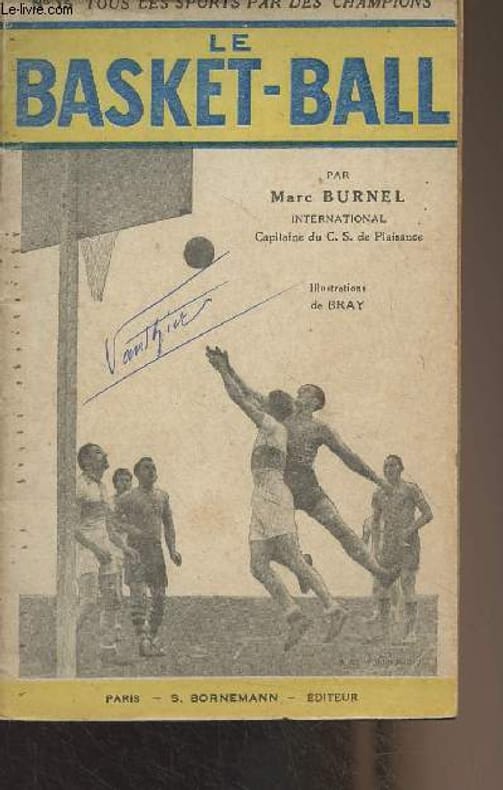 Le-livre.com
TOUS LES SPORTS PAR DES CHAMPIONS
LE
BASKET-BALL
PAR
Marc BURNEL
INTERNATIONAL
Capitaine du C. S. de Plaisance
Illustrations
de BRAY
Vauthier
PARIS — S. BORNEMANN — ÉDITEUR